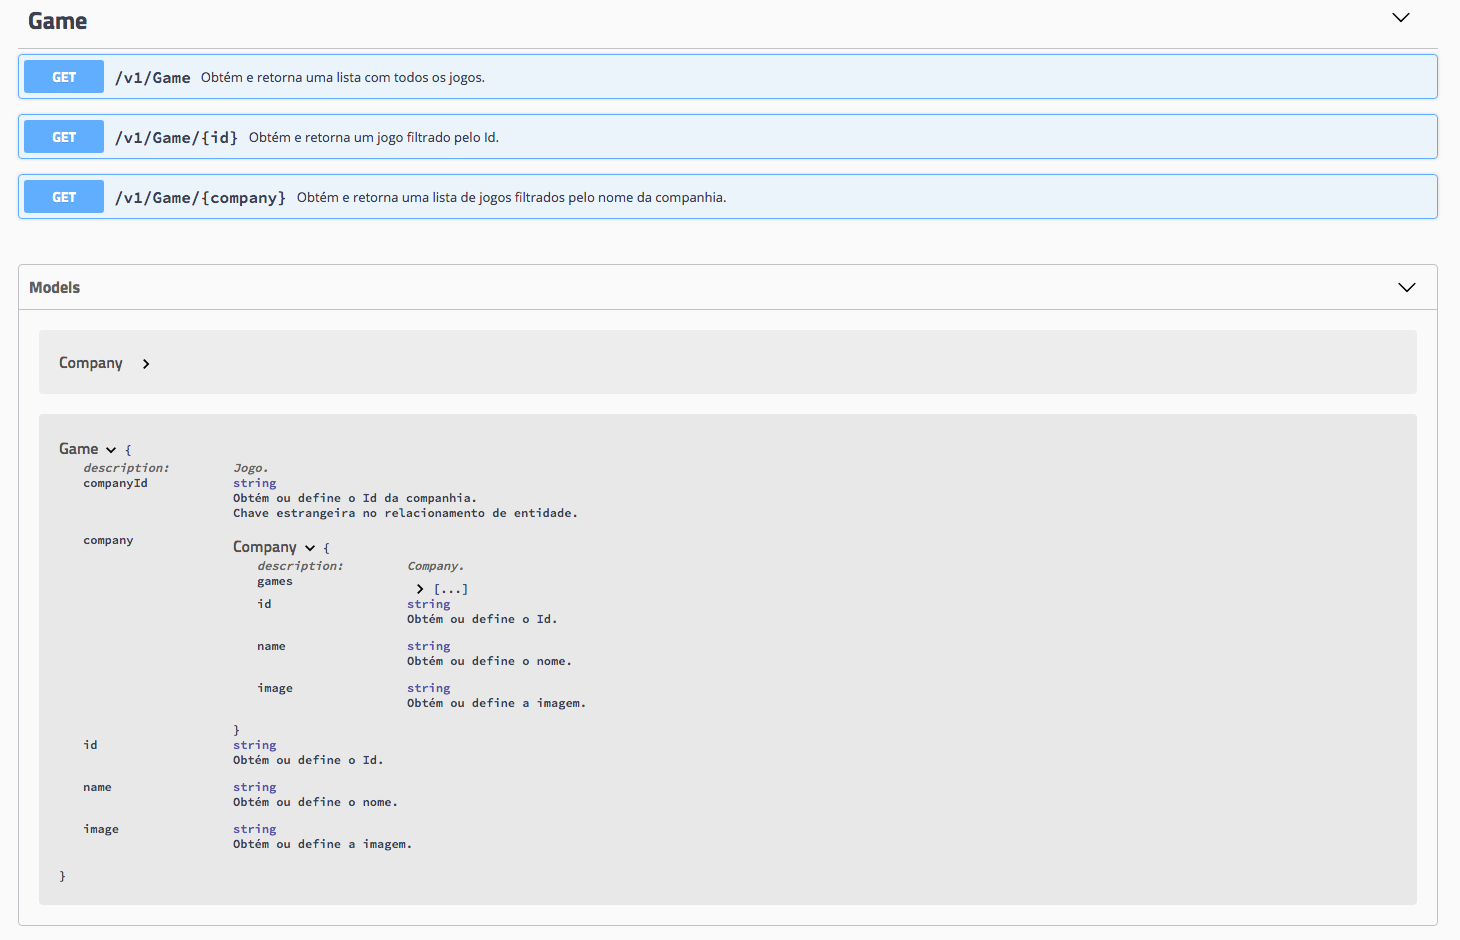 Game
GET /v1/Game Obtém e retorna uma lista com todos os jogos.
GET /v1/Game/{id} Obtém e retorna um jogo filtrado pelo Id.
GET /v1/Game/{company} Obtém e retorna uma lista de jogos filtrados pelo nome da companhia.
Models
Company
Game {
description: Jogo.
companyId string
Obtém ou define o Id da companhia.
Chave estrangeira no relacionamento de entidade.
company Company {
description: Company.
games [...]
id string
Obtém ou define o Id.
name string
Obtém ou define o nome.
image string
Obtém ou define a imagem.
}
id string
Obtém ou define o Id.
name string
Obtém ou define o nome.
image string
Obtém ou define a imagem.
}